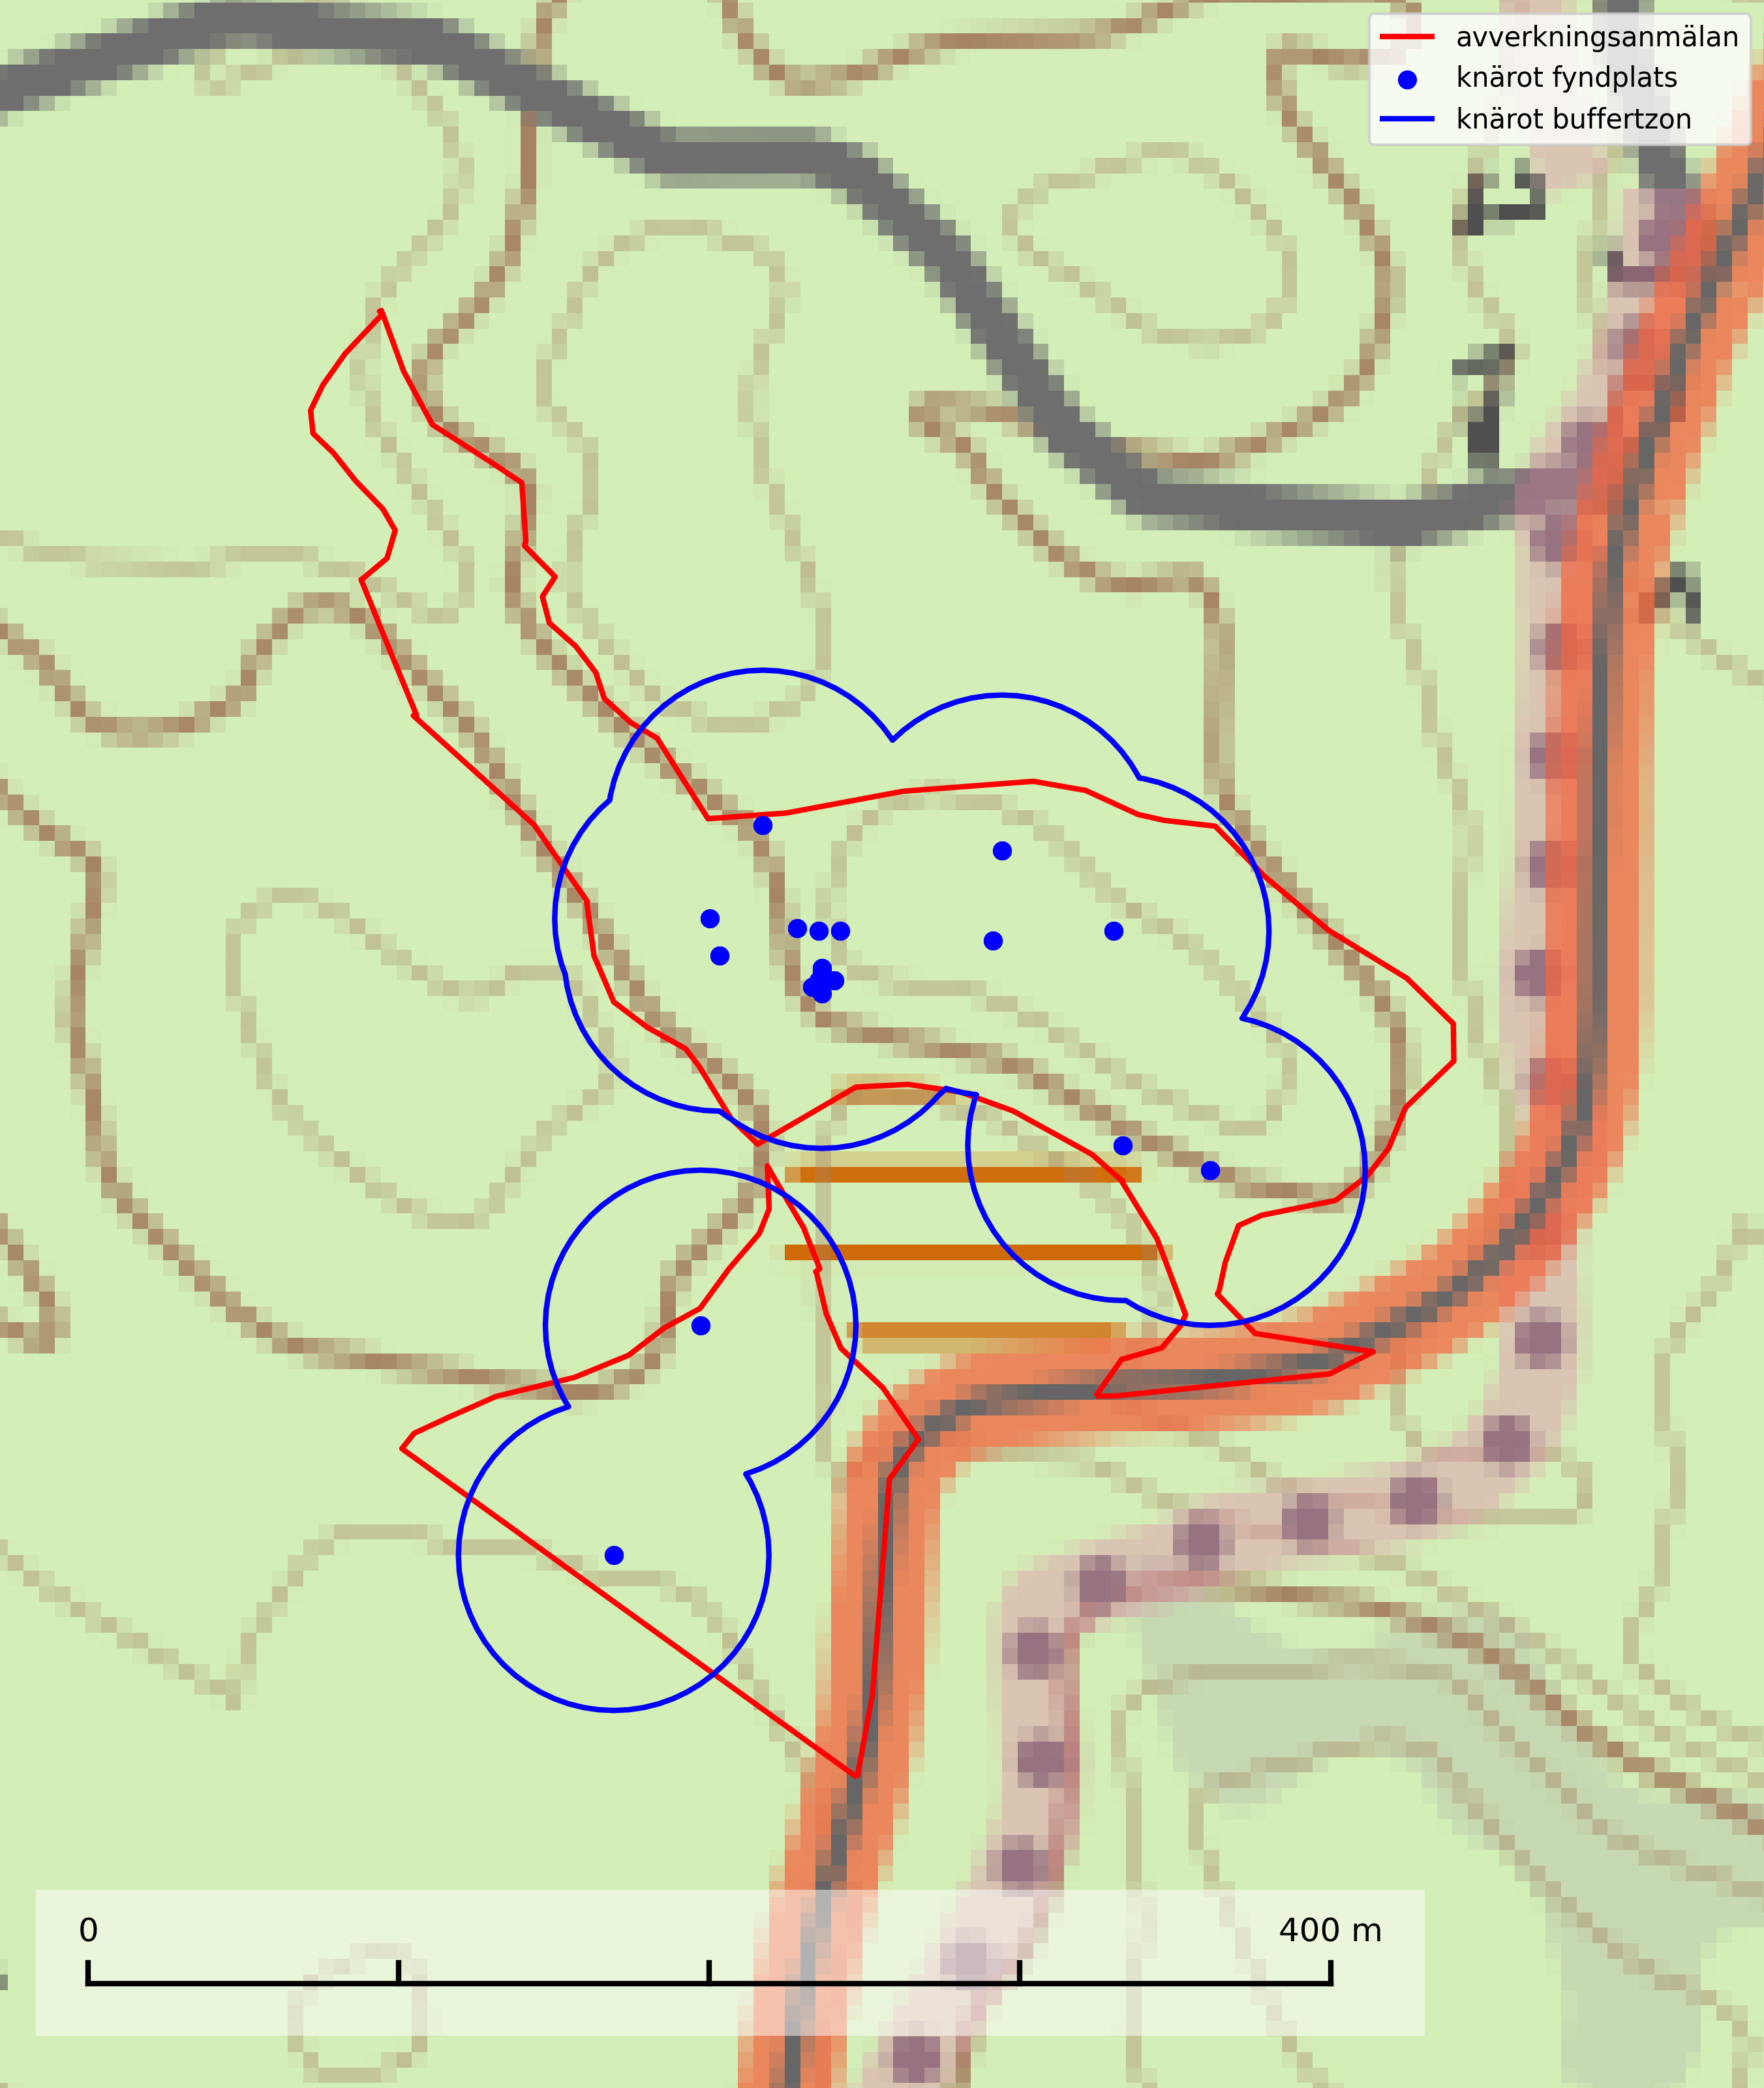 avverkningsanmälan
knärot fyndplats
knärot buffertzon
0
400 m